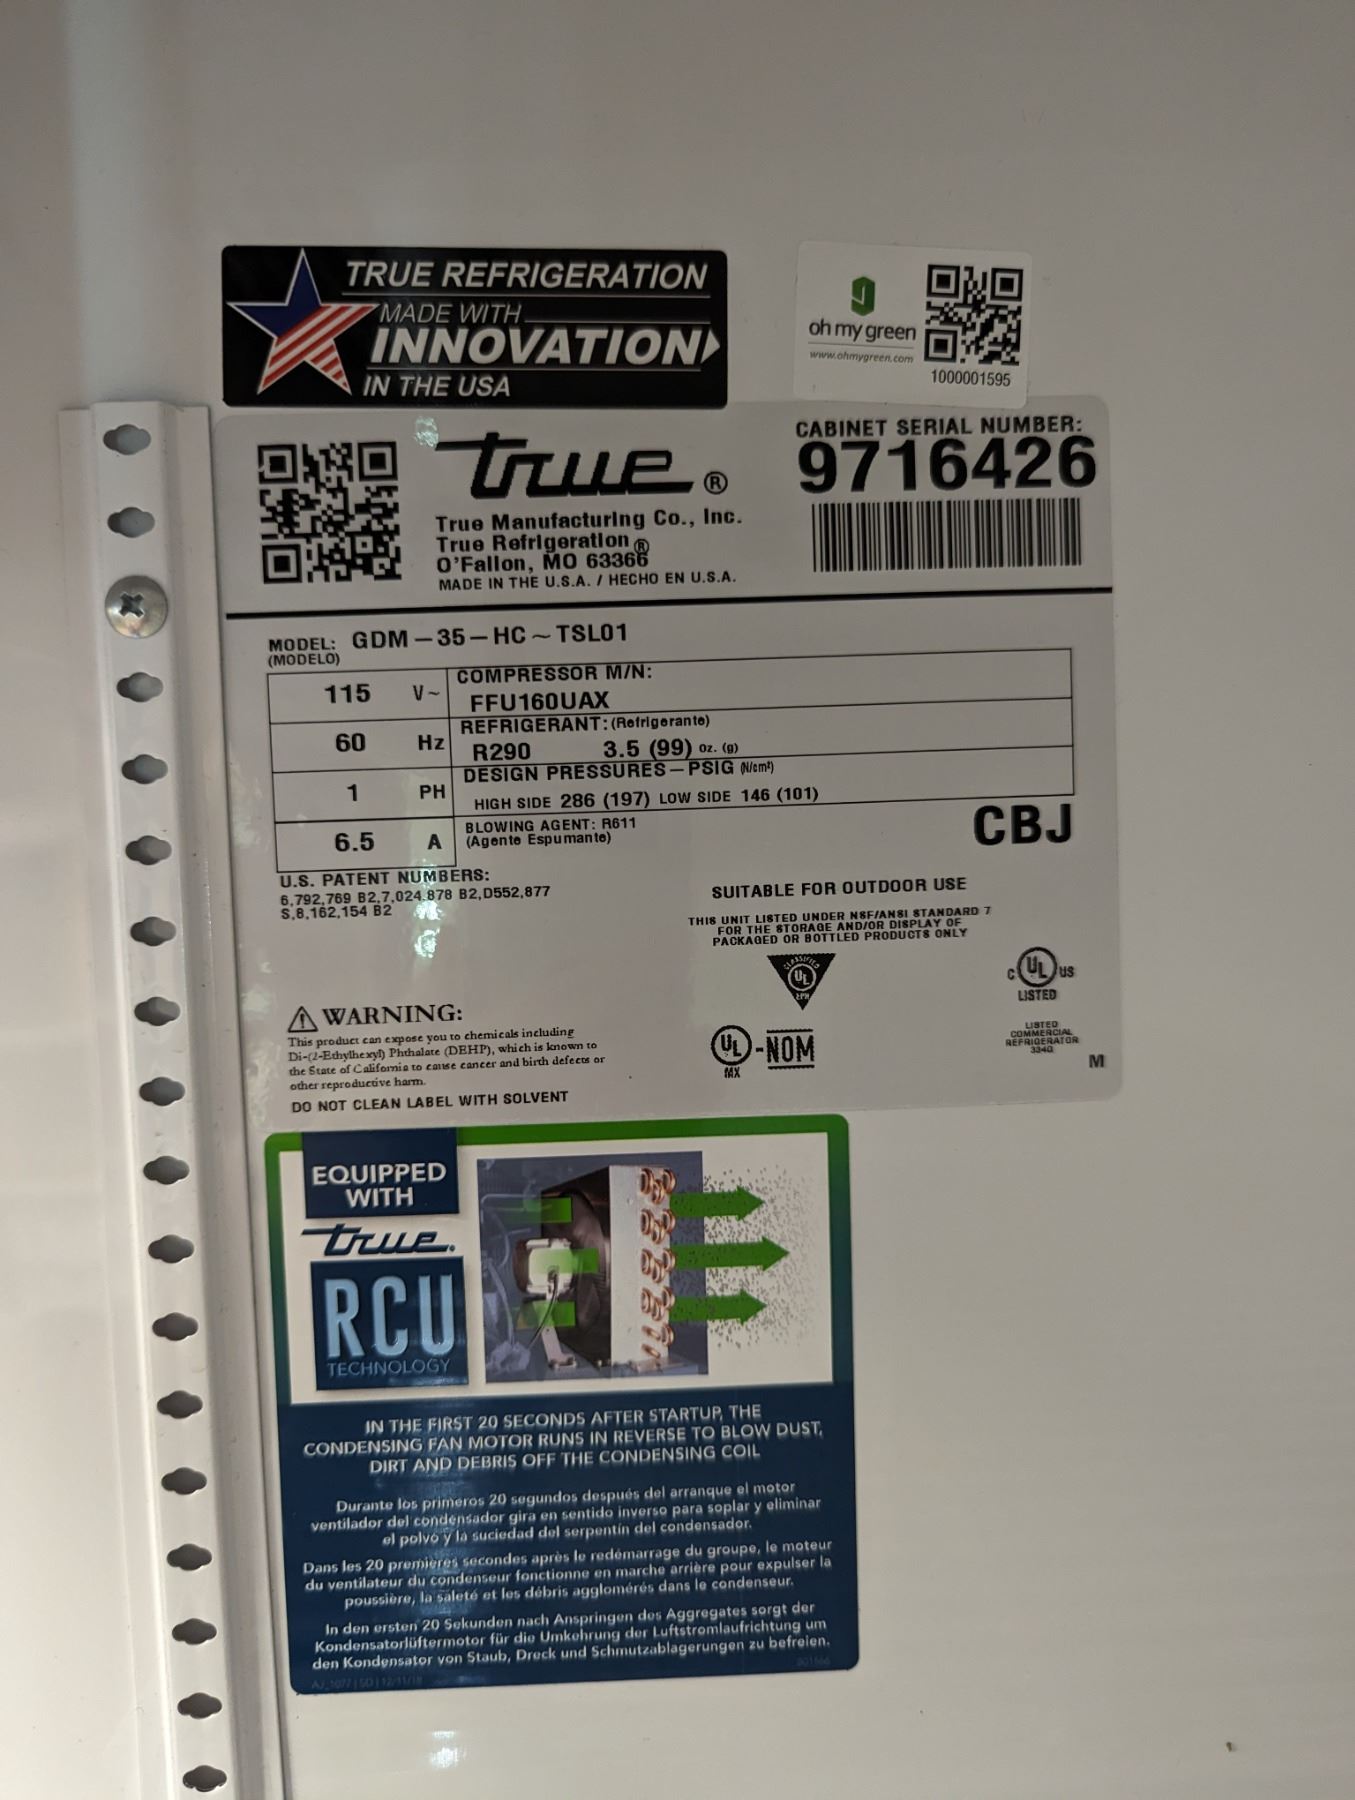 TRUE REFRIGERATION
MADE WITH
INNOVATION
IN THE USA
oh my green
www.ohmygreen.com
1000001595
true ®
True Manufacturing Co., Inc.
True Refrigeration ®
O'Fallon, MO 63366
MADE IN THE U.S.A. / HECHO EN U.S.A.
CABINET SERIAL NUMBER:
9716426
MODEL: GDM-35-HC~TSL01
(MODELO)
115 V~
60 Hz
1 PH
6.5 A
COMPRESSOR M/N:
FFU160UAX
REFRIGERANT: (Refrigerante)
R290 3.5 (99) oz. (g)
DESIGN PRESSURES-PSIG (N/cm²)
HIGH SIDE 286 (197) LOW SIDE 146 (101)
BLOWING AGENT: R611
(Agente Espumante)
CBJ
U.S. PATENT NUMBERS:
6,792,769 B2,7,024,878 B2,D552,877
S,8,162,154 B2
SUITABLE FOR OUTDOOR USE
THIS UNIT LISTED UNDER NSF/ANSI STANDARD 7
FOR THE STORAGE AND/OR DISPLAY OF
PACKAGED OR BOTTLED PRODUCTS ONLY
CLASSIFIED
UL
EPH
C UL US
LISTED
UL-NOM
MX
LISTED
COMMERCIAL
REFRIGERATOR
334G
M
⚠ WARNING:
This product can expose you to chemicals including
Di-(2-Ethylhexyl) Phthalate (DEHP), which is known to
the State of California to cause cancer and birth defects or
other reproductive harm.
DO NOT CLEAN LABEL WITH SOLVENT
EQUIPPED
WITH
true.
RCU
TECHNOLOGY
IN THE FIRST 20 SECONDS AFTER STARTUP, THE
CONDENSING FAN MOTOR RUNS IN REVERSE TO BLOW DUST,
DIRT AND DEBRIS OFF THE CONDENSING COIL
Durante los primeros 20 segundos después del arranque el motor
ventilador del condensador gira en sentido inverso para soplar y eliminar
el polvo y la suciedad del serpentín del condensador.
Dans les 20 premières secondes après le redémarrage du groupe, le moteur
du ventilateur du condenseur fonctionne en marche arrière pour expulser la
poussière, la saleté et les débris agglomérés dans le condenseur.
In den ersten 20 Sekunden nach Anspringen des Aggregates sorgt der
Kondensatorlüftermotor für die Umkehrung der Luftstromlaufrichtung um
den Kondensator von Staub, Dreck und Schmutzablagerungen zu befreien.